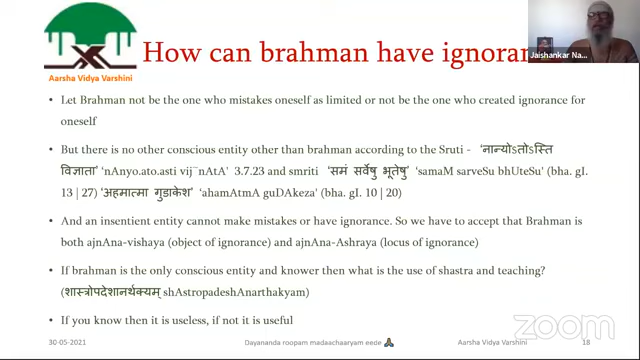 How can brahman have ignoran
Jaishankar Na...
Aarsha Vidya Varshini
• Let Brahman not be the one who mistakes oneself as limited or not be the one who created ignorance for
oneself
• But there is no other conscious entity other than brahman according to the Sruti - 'नान्योऽतोऽस्ति
विज्ञाता' 'nAnyo.ato.asti vij~nAtA' 3.7.23 and smriti 'समं सर्वेषु भूतेषु' 'samaM sarveSu bhUteSu' (bha. gI.
13 | 27) 'अहमात्मा गुडाकेश' 'ahamAtmA guDAkeza' (bha. gI. 10 | 20)
• And an insentient entity cannot make mistakes or have ignorance. So we have to accept that Brahman is
both ajnAna-vishaya (object of ignorance) and ajnAna-Ashraya (locus of ignorance)
• If brahman is the only conscious entity and knower then what is the use of shastra and teaching?
(शास्त्रोपदेशानर्थक्यम् shAstropadeshAnarthakyam)
• If you know then it is useless, if not it is useful
zoom
30-05-2021 Dayananda roopam madaachaaryam eede 🙏 Aarsha Vidya Varshini 18